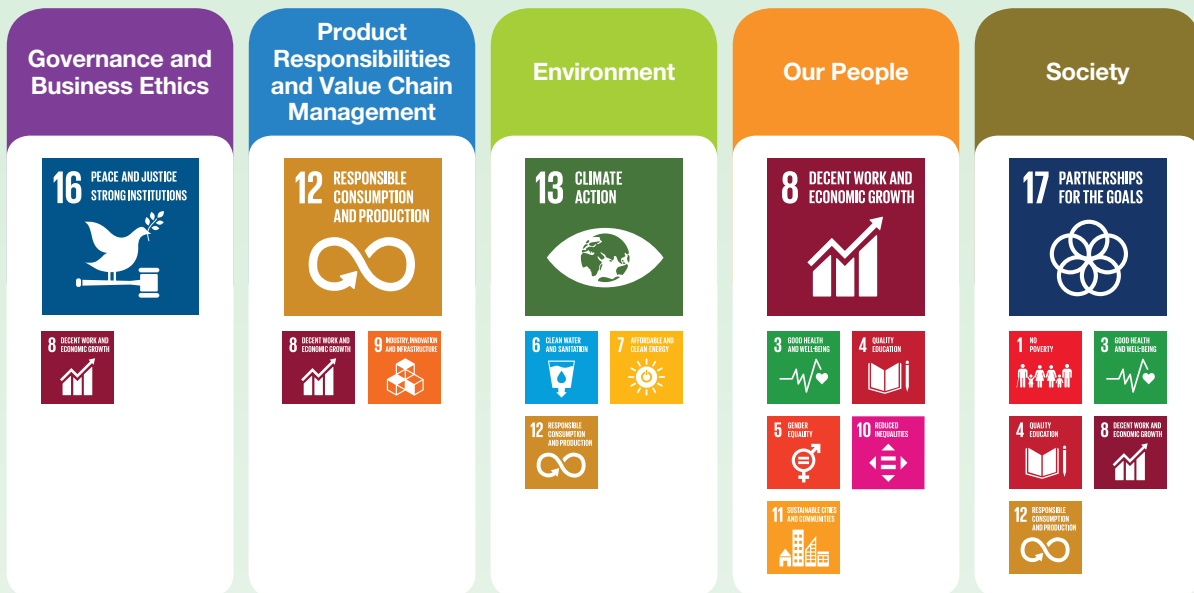 Governance and
Business Ethics
16 PEACE AND JUSTICE
STRONG INSTITUTIONS
8 DECENT WORK AND
ECONOMIC GROWTH
Product
Responsibilities
and Value Chain
Management
12 RESPONSIBLE
CONSUMPTION
AND PRODUCTION
8 DECENT WORK AND
ECONOMIC GROWTH
9 INDUSTRY, INNOVATION
AND INFRASTRUCTURE
Environment
13 CLIMATE
ACTION
6 CLEAN WATER
AND SANITATION
7 AFFORDABLE AND
CLEAN ENERGY
12 RESPONSIBLE
CONSUMPTION
AND PRODUCTION
Our People
8 DECENT WORK AND
ECONOMIC GROWTH
3 GOOD HEALTH
AND WELL-BEING
4 QUALITY
EDUCATION
5 GENDER
EQUALITY
10 REDUCED
INEQUALITIES
11 SUSTAINABLE CITIES
AND COMMUNITIES
Society
17 PARTNERSHIPS
FOR THE GOALS
1 NO
POVERTY
3 GOOD HEALTH
AND WELL-BEING
4 QUALITY
EDUCATION
8 DECENT WORK AND
ECONOMIC GROWTH
12 RESPONSIBLE
CONSUMPTION
AND PRODUCTION